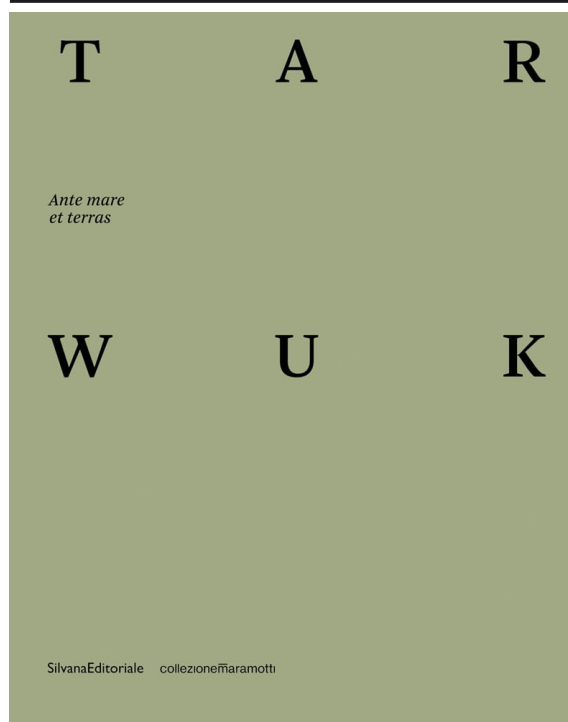 T A R
Ante mare
et terras
W U K
SilvanaEditoriale collezionemaramotti